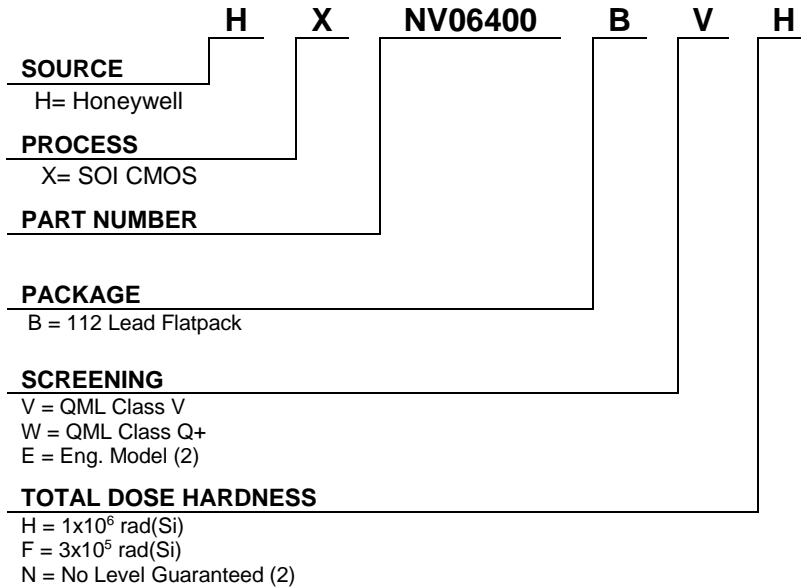 H X NV06400 B V H
SOURCE
H= Honeywell
PROCESS
X= SOI CMOS
PART NUMBER
PACKAGE
B = 112 Lead Flatpack
SCREENING
V = QML Class V
W = QML Class Q+
E = Eng. Model (2)
TOTAL DOSE HARDNESS
H = 1x10⁶ rad(Si)
F = 3x10⁵ rad(Si)
N = No Level Guaranteed (2)